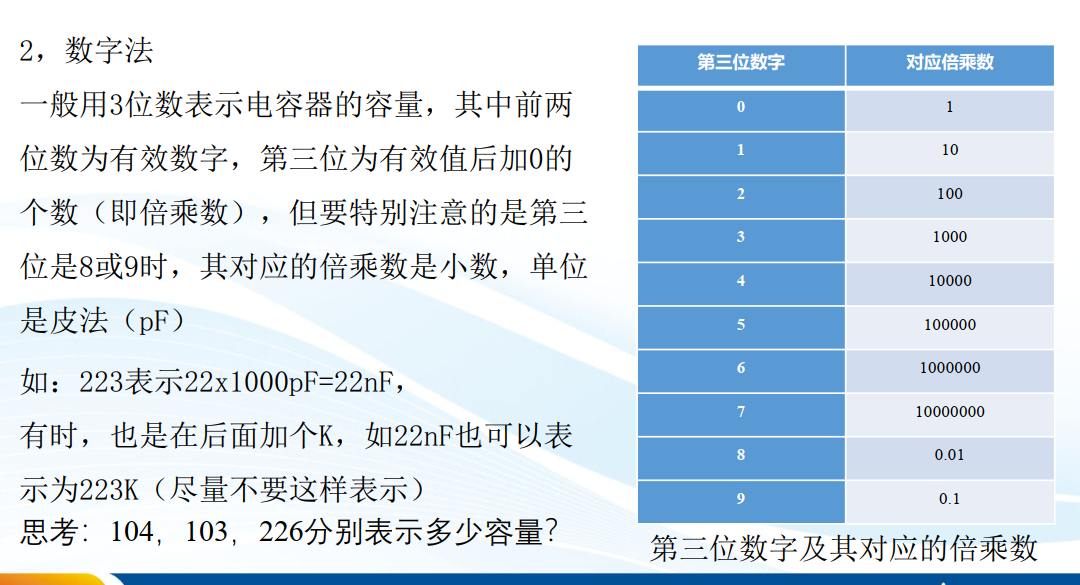 2，数字法
一般用3位数表示电容器的容量，其中前两
位数为有效数字，第三位为有效值后加0的
个数（即倍乘数），但要特别注意的是第三
位是8或9时，其对应的倍乘数是小数，单位
是皮法（pF）
如：223表示22x1000pF=22nF，
有时，也是在后面加个K，如22nF也可以表
示为223K（尽量不要这样表示）
思考：104，103，226分别表示多少容量？
第三位数字 对应倍乘数
0 1
1 10
2 100
3 1000
4 10000
5 100000
6 1000000
7 10000000
8 0.01
9 0.1
第三位数字及其对应的倍乘数